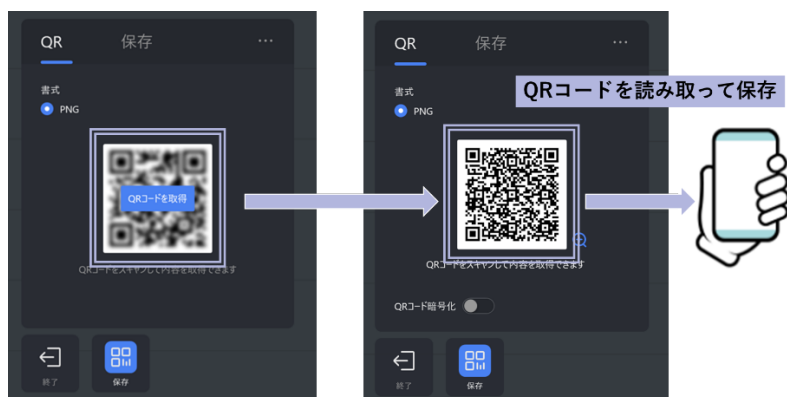 QR 保存 ...
書式
PNG
QRコードを取得
QRコードをスキャンして内容を取得できます
終了 保存
QR 保存 ...
書式
PNG
QRコードを読み取って保存
QRコードをスキャンして内容を取得できます
QRコード暗号化
終了 保存